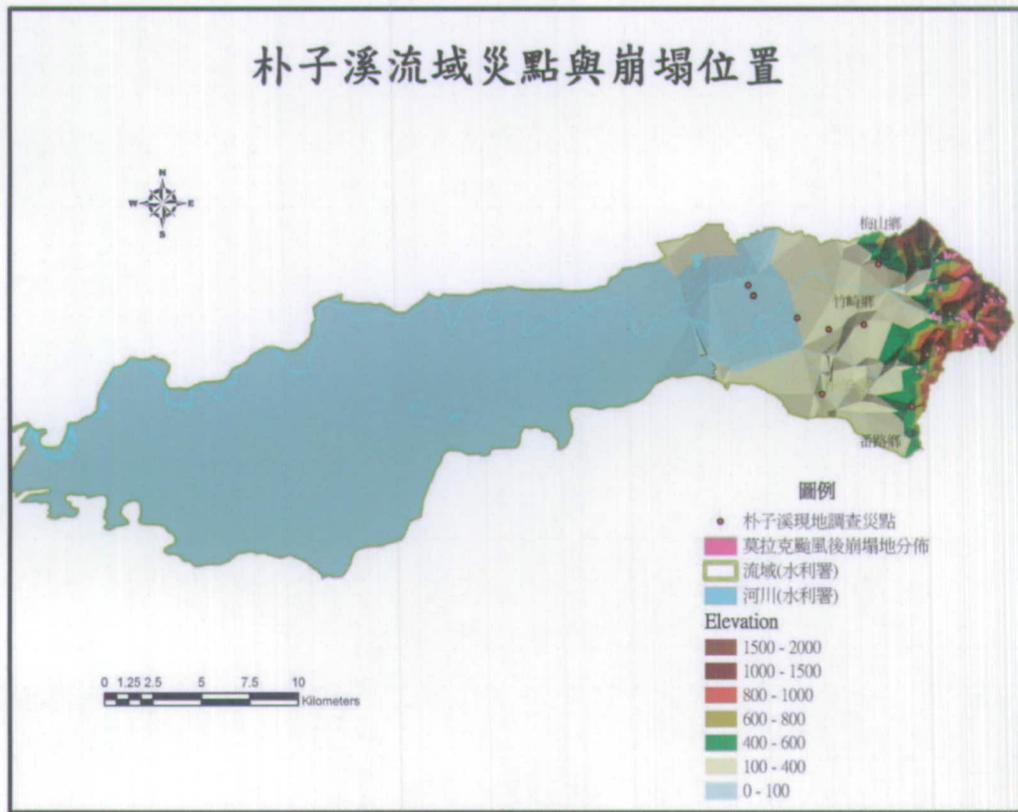 朴子溪流域災點與崩塌位置
N
W E
S
梅山鄉
竹崎鄉
番路鄉
圖例
朴子溪現地調查災點
莫拉克颱風後崩塌地分佈
流域(水利署)
河川(水利署)
Elevation
1500 - 2000
1000 - 1500
800 - 1000
600 - 800
400 - 600
100 - 400
0 - 100
0 1.25 2.5 5 7.5 10
Kilometers